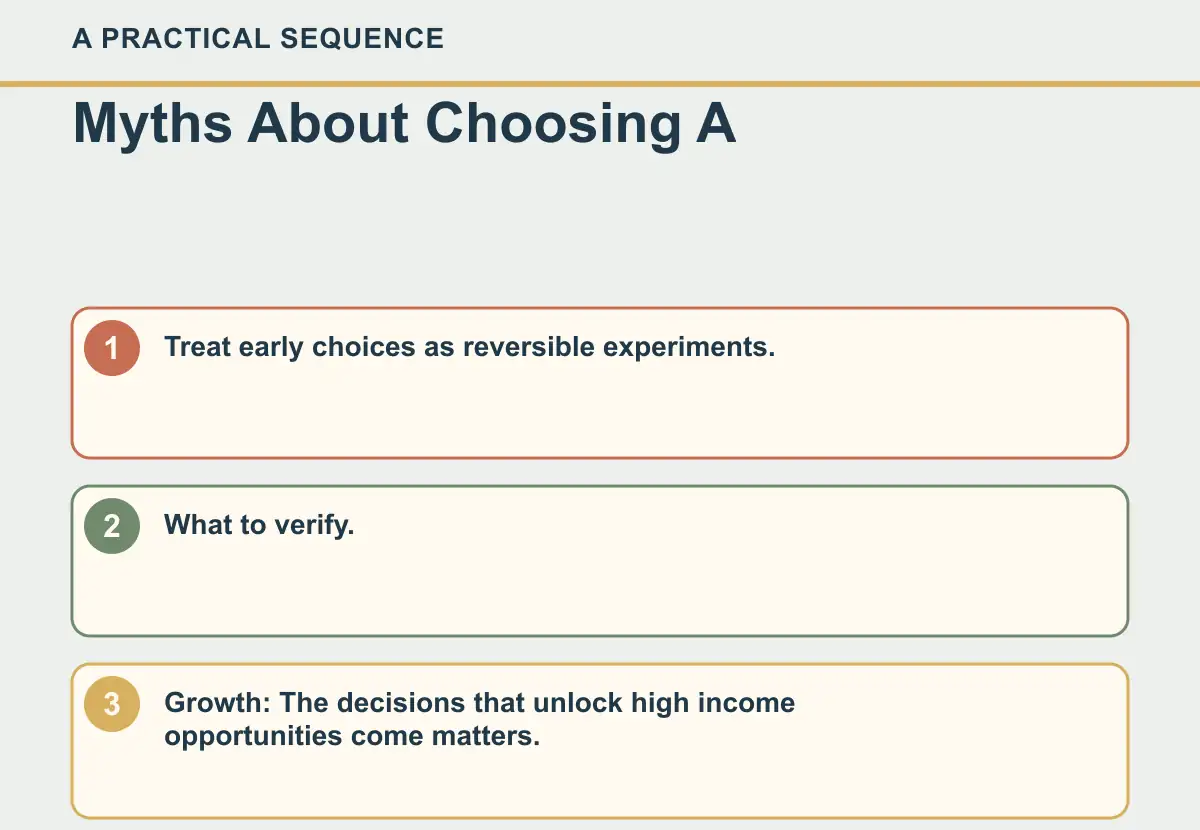 A PRACTICAL SEQUENCE
Myths About Choosing A
1
Treat early choices as reversible experiments.
2
What to verify.
3
Growth: The decisions that unlock high income
opportunities come matters.